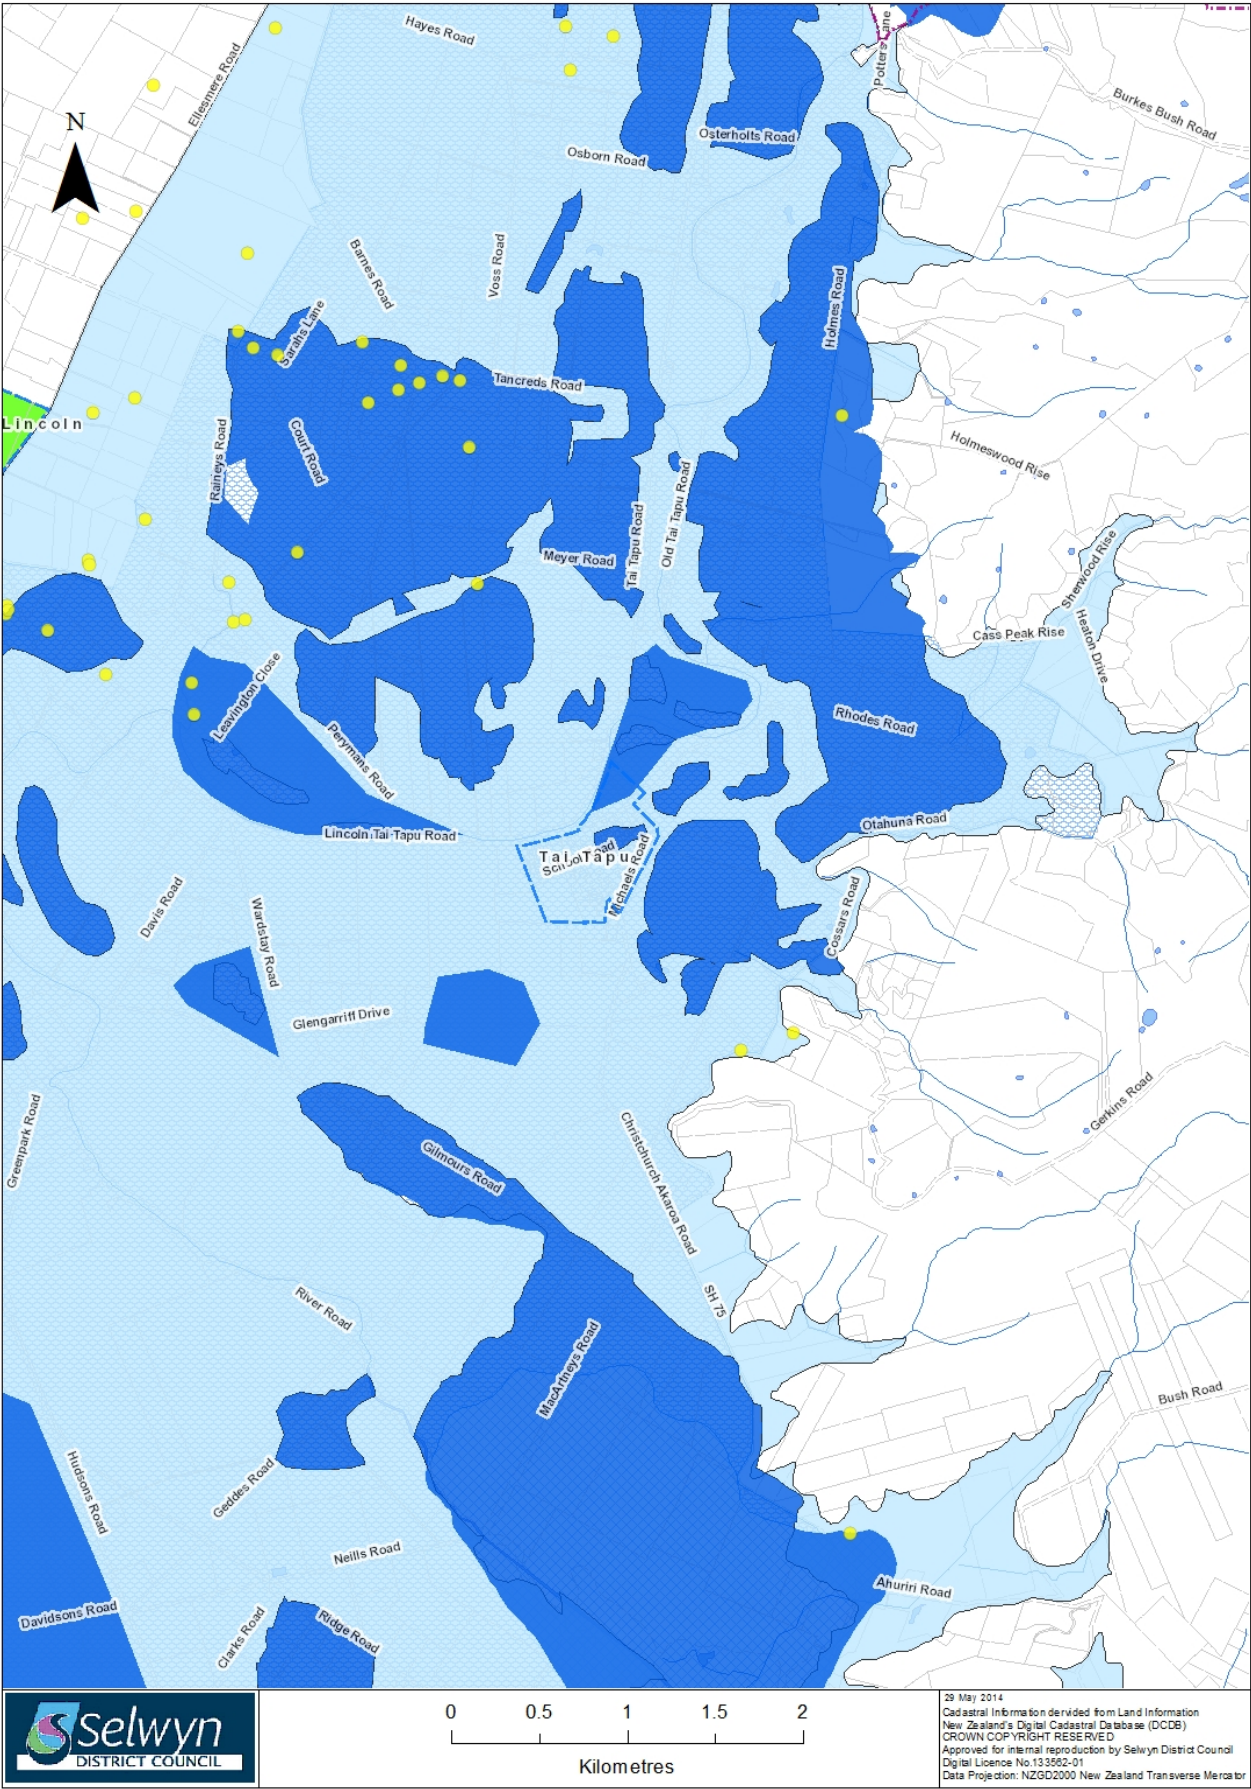 Hayes Road
Potters Lane
Ellesmere Road
Burkes Bush Road
N
Osterholts Road
Osborn Road
Barnes Road
Voss Road
Holmes Road
Sarahs Lane
Tancreds Road
Lincoln
Raineys Road
Court Road
Holmeswood Rise
Old Tai Tapu Road
Tai Tapu Road
Meyer Road
Sherwood Rise
Cass Peak Rise
Heaton Drive
Leavington Close
Perymans Road
Rhodes Road
Lincoln Tai Tapu Road
Otahuna Road
Tai Tapu
School Road
Michaels Road
Davis Road
Wardstay Road
Cossars Road
Glengarriff Drive
Greenpark Road
Gerkins Road
Gilmours Road
Christchurch Akaroa Road
SH 75
River Road
MacArtneys Road
Bush Road
Hudsons Road
Geddes Road
Neills Road
Ahuriri Road
Davidsons Road
Clarks Road
Ridge Road
Selwyn
DISTRICT COUNCIL
0 0.5 1 1.5 2
Kilometres
29 May 2014
Cadastral Information dervided from Land Information
New Zealand's Digital Cadastral Database (DCDB)
CROWN COPYRIGHT RESERVED
Approved for internal reproduction by Selwyn District Council
Digital Licence No.133562-01
Data Projection: NZGD2000 New Zealand Transverse Mercator